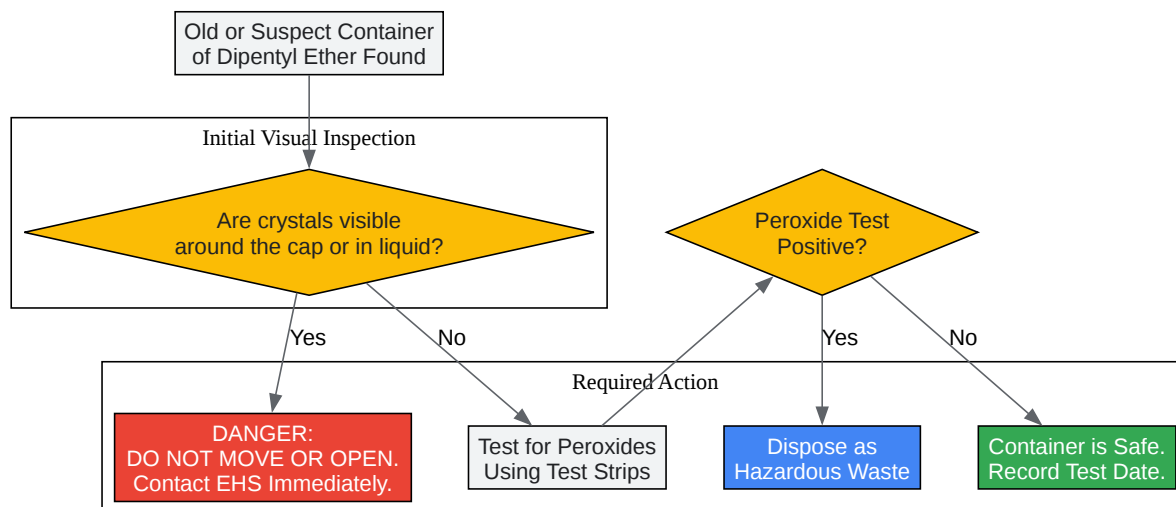 Old or Suspect Container
of Dipentyl Ether Found
Initial Visual Inspection
Are crystals visible
around the cap or in liquid?
Peroxide Test
Positive?
Yes
No
Yes
No
Required Action
DANGER:
DO NOT MOVE OR OPEN.
Contact EHS Immediately.
Test for Peroxides
Using Test Strips
Dispose as
Hazardous Waste
Container is Safe.
Record Test Date.